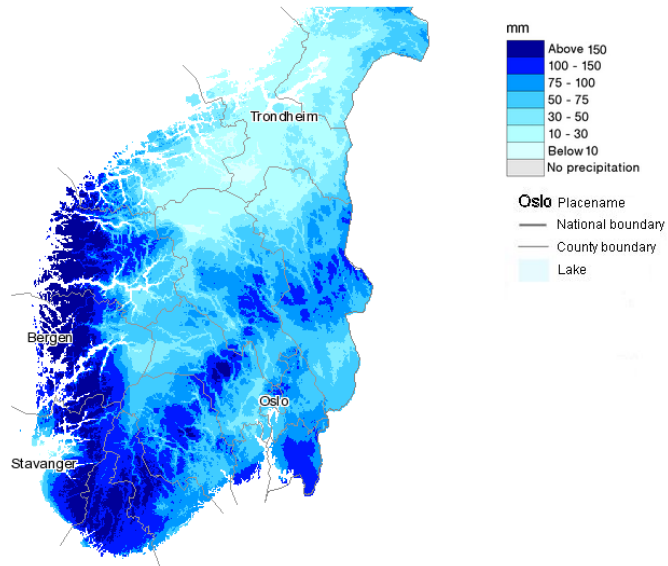 Trondheim
Bergen
Oslo
Stavanger
mm
Above 150
100 - 150
75 - 100
50 - 75
30 - 50
10 - 30
Below 10
No precipitation
Oslo Placename
National boundary
County boundary
Lake